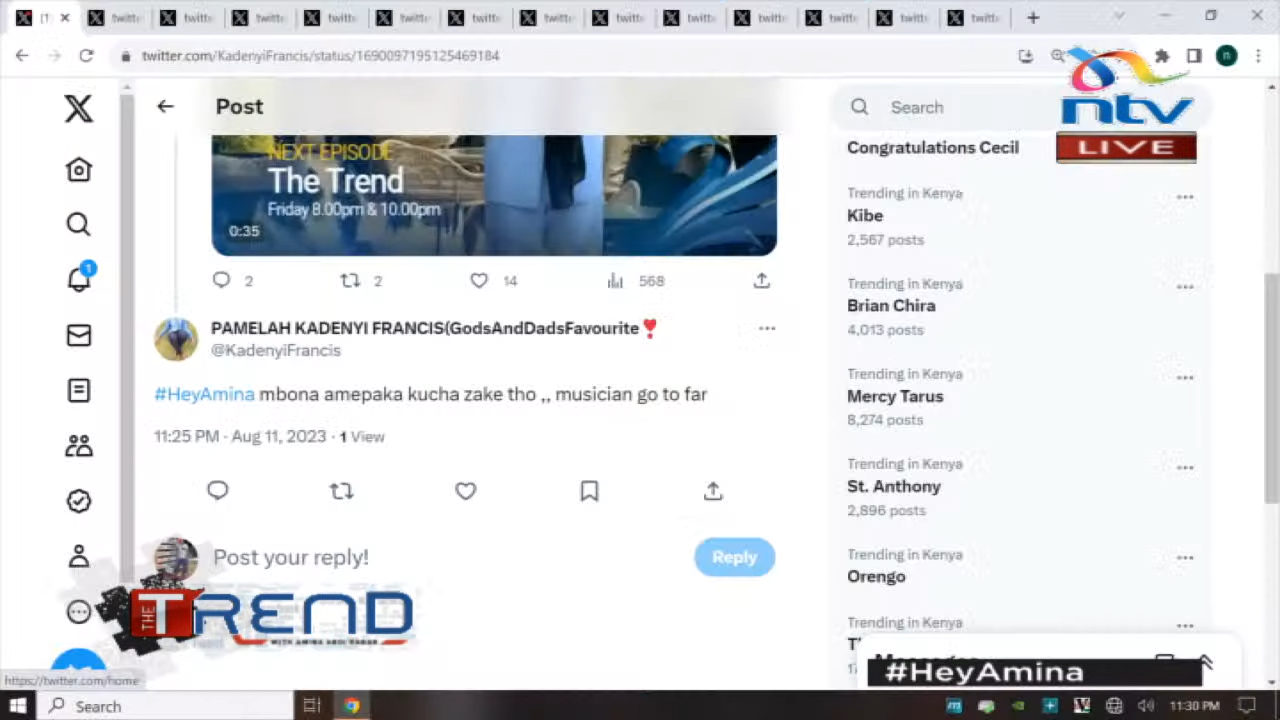 twitter.com/KadenyiFrancis/status/1690097195125469184
ntv
LIVE
Post
Search
NEXT EPISODE
The Trend
Friday 8.00pm & 10.00pm
0:35
2
2
14
568
PAMELAH KADENYI FRANCIS(GodsAndDadsFavourite
@KadenyiFrancis
#HeyAmina mbona amepaka kucha zake tho ,, musician go to far
11:25 PM · Aug 11, 2023 · 1 View
Post your reply!
Reply
1
Congratulations Cecil
Trending in Kenya
Kibe
2,567 posts
Trending in Kenya
Brian Chira
4,013 posts
Trending in Kenya
Mercy Tarus
8,274 posts
Trending in Kenya
St. Anthony
2,896 posts
Trending in Kenya
Orengo
Trending in Kenya
#HeyAmina
THE TREND
WITH AMINA ABDI RABAR
https://twitter.com/home
Search
11:30 PM